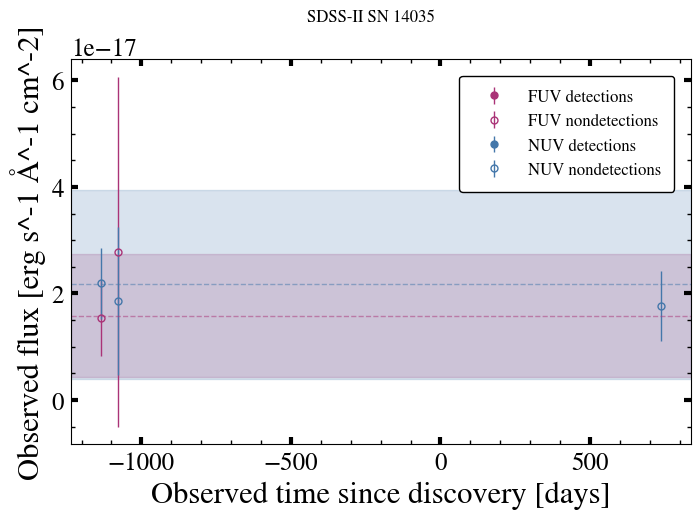 SDSS-II SN 14035
1e−17
Observed flux [erg s^-1 Å^-1 cm^-2]
6
4
2
0
FUV detections
FUV nondetections
NUV detections
NUV nondetections
−1000
−500
0
500
Observed time since discovery [days]